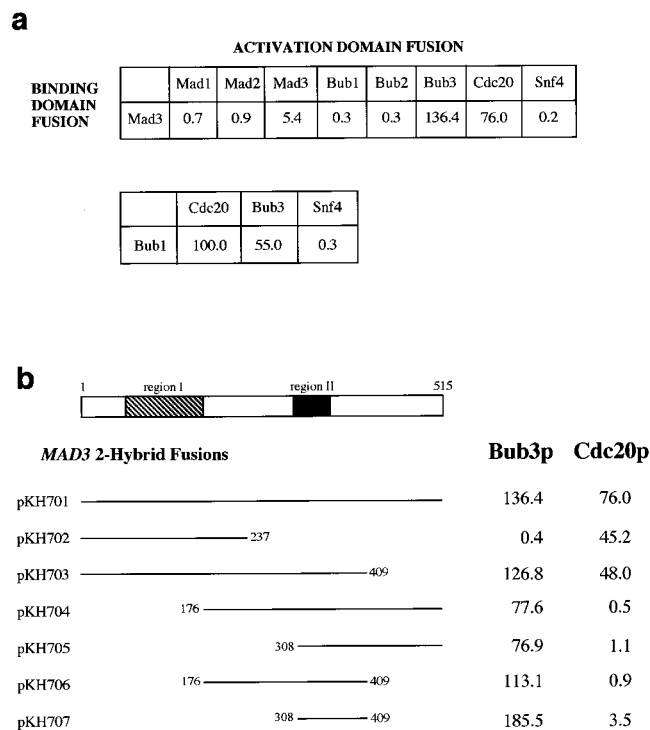 a
ACTIVATION DOMAIN FUSION
BINDING DOMAIN FUSION
Mad1 Mad2 Mad3 Bub1 Bub2 Bub3 Cdc20 Snf4
Mad3 0.7 0.9 5.4 0.3 0.3 136.4 76.0 0.2
Cdc20 Bub3 Snf4
Bub1 100.0 55.0 0.3
b
1 region I region II 515
MAD3 2-Hybrid Fusions Bub3p Cdc20p
pKH701 136.4 76.0
pKH702 237 0.4 45.2
pKH703 409 126.8 48.0
pKH704 176 77.6 0.5
pKH705 308 76.9 1.1
pKH706 176 409 113.1 0.9
pKH707 308 409 185.5 3.5